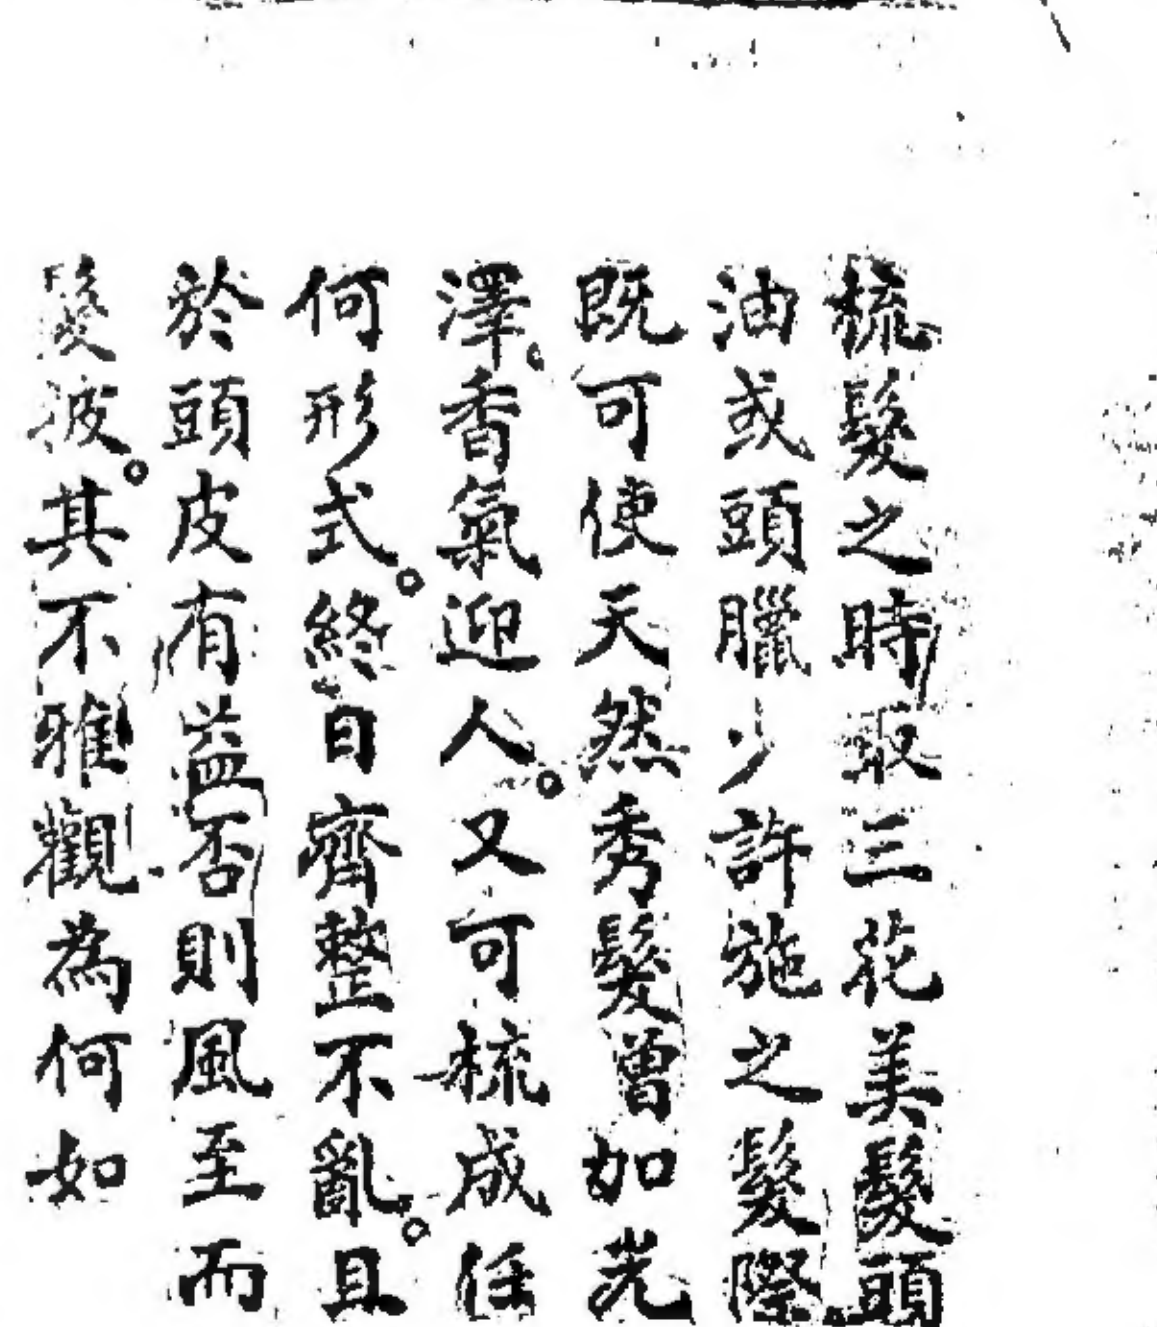 梳髮之時取三花美髮頭
油或頭臘少許施之髮際
既可使天然秀髮曾加光
澤。香氣迎人。又可梳成任
何形式。終日齊整不亂。且
於頭皮有益否則風至而
髮披。其不雅觀為何如